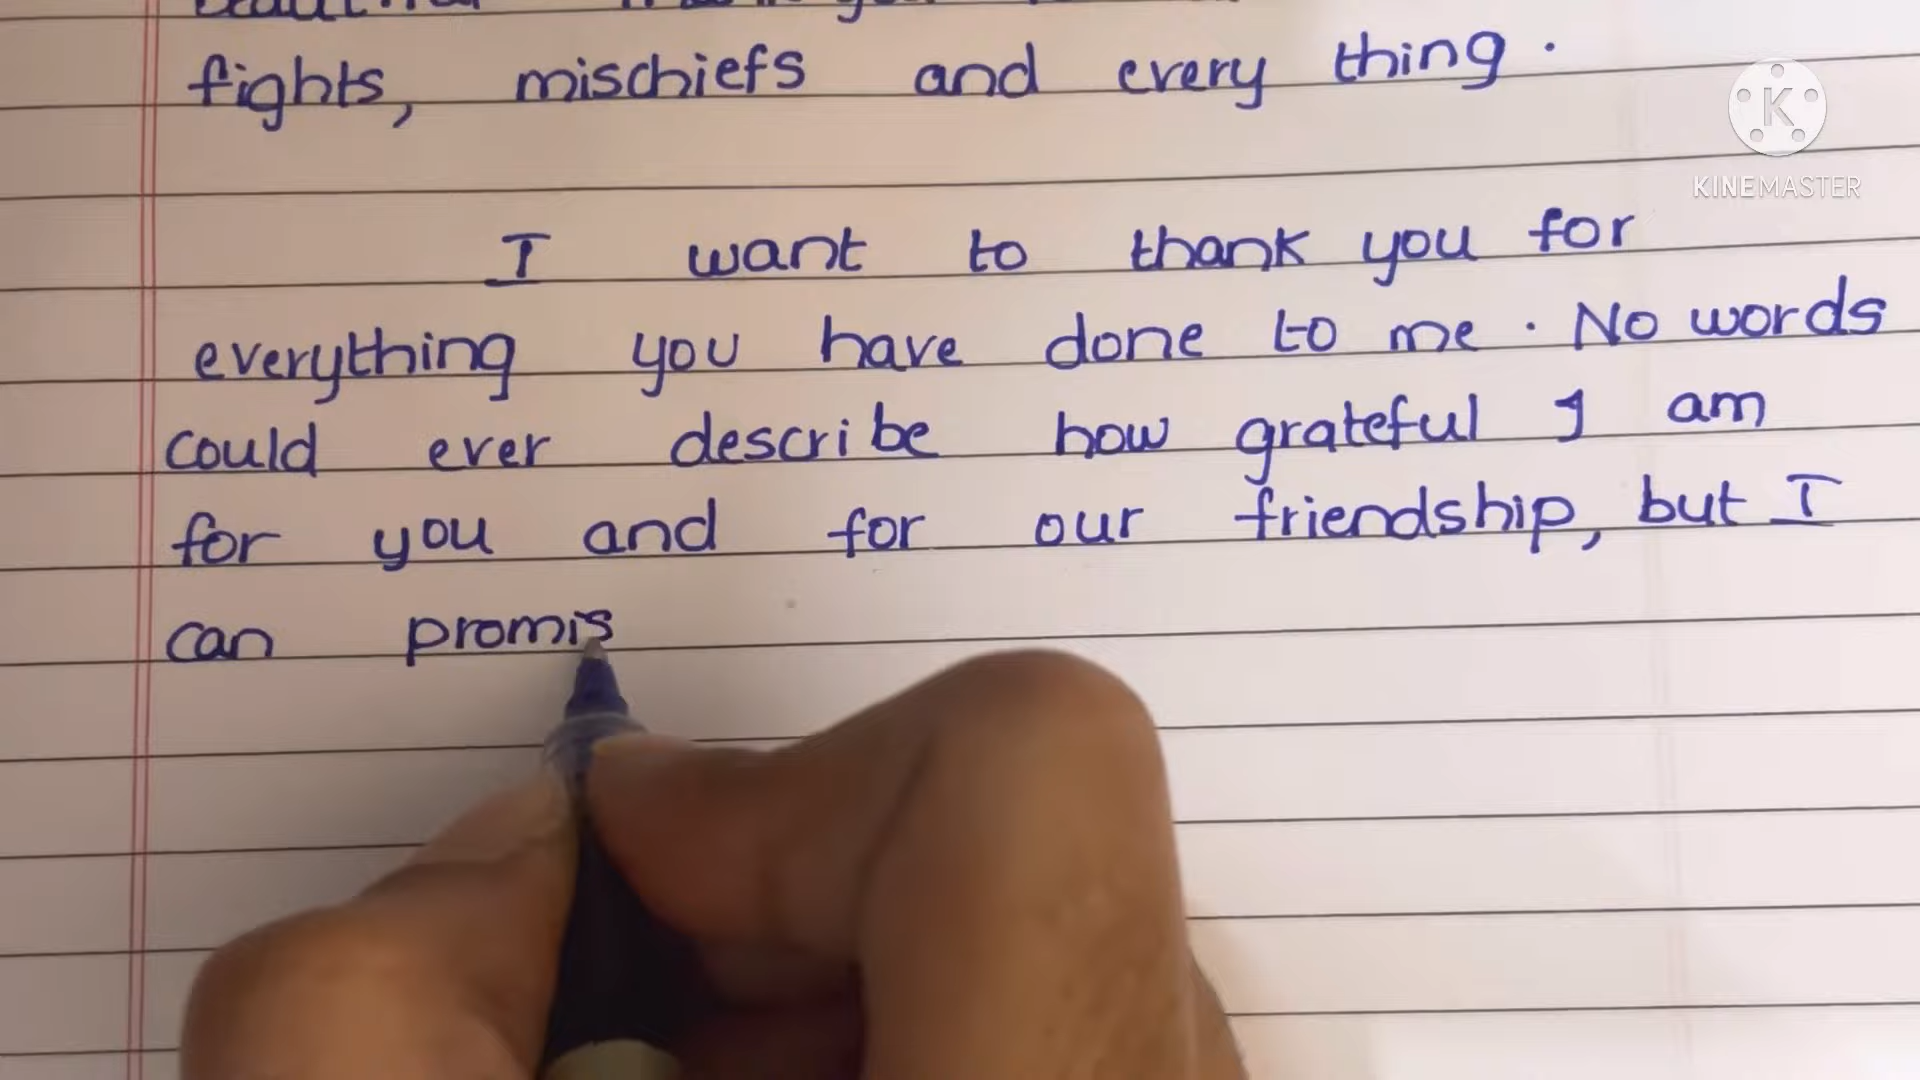 fights, mischiefs and every thing.
KINEMASTER
I want to thank you for
everything you have done to me. No words
could ever describe how grateful I am
for you and for our friendship, but I
can promis